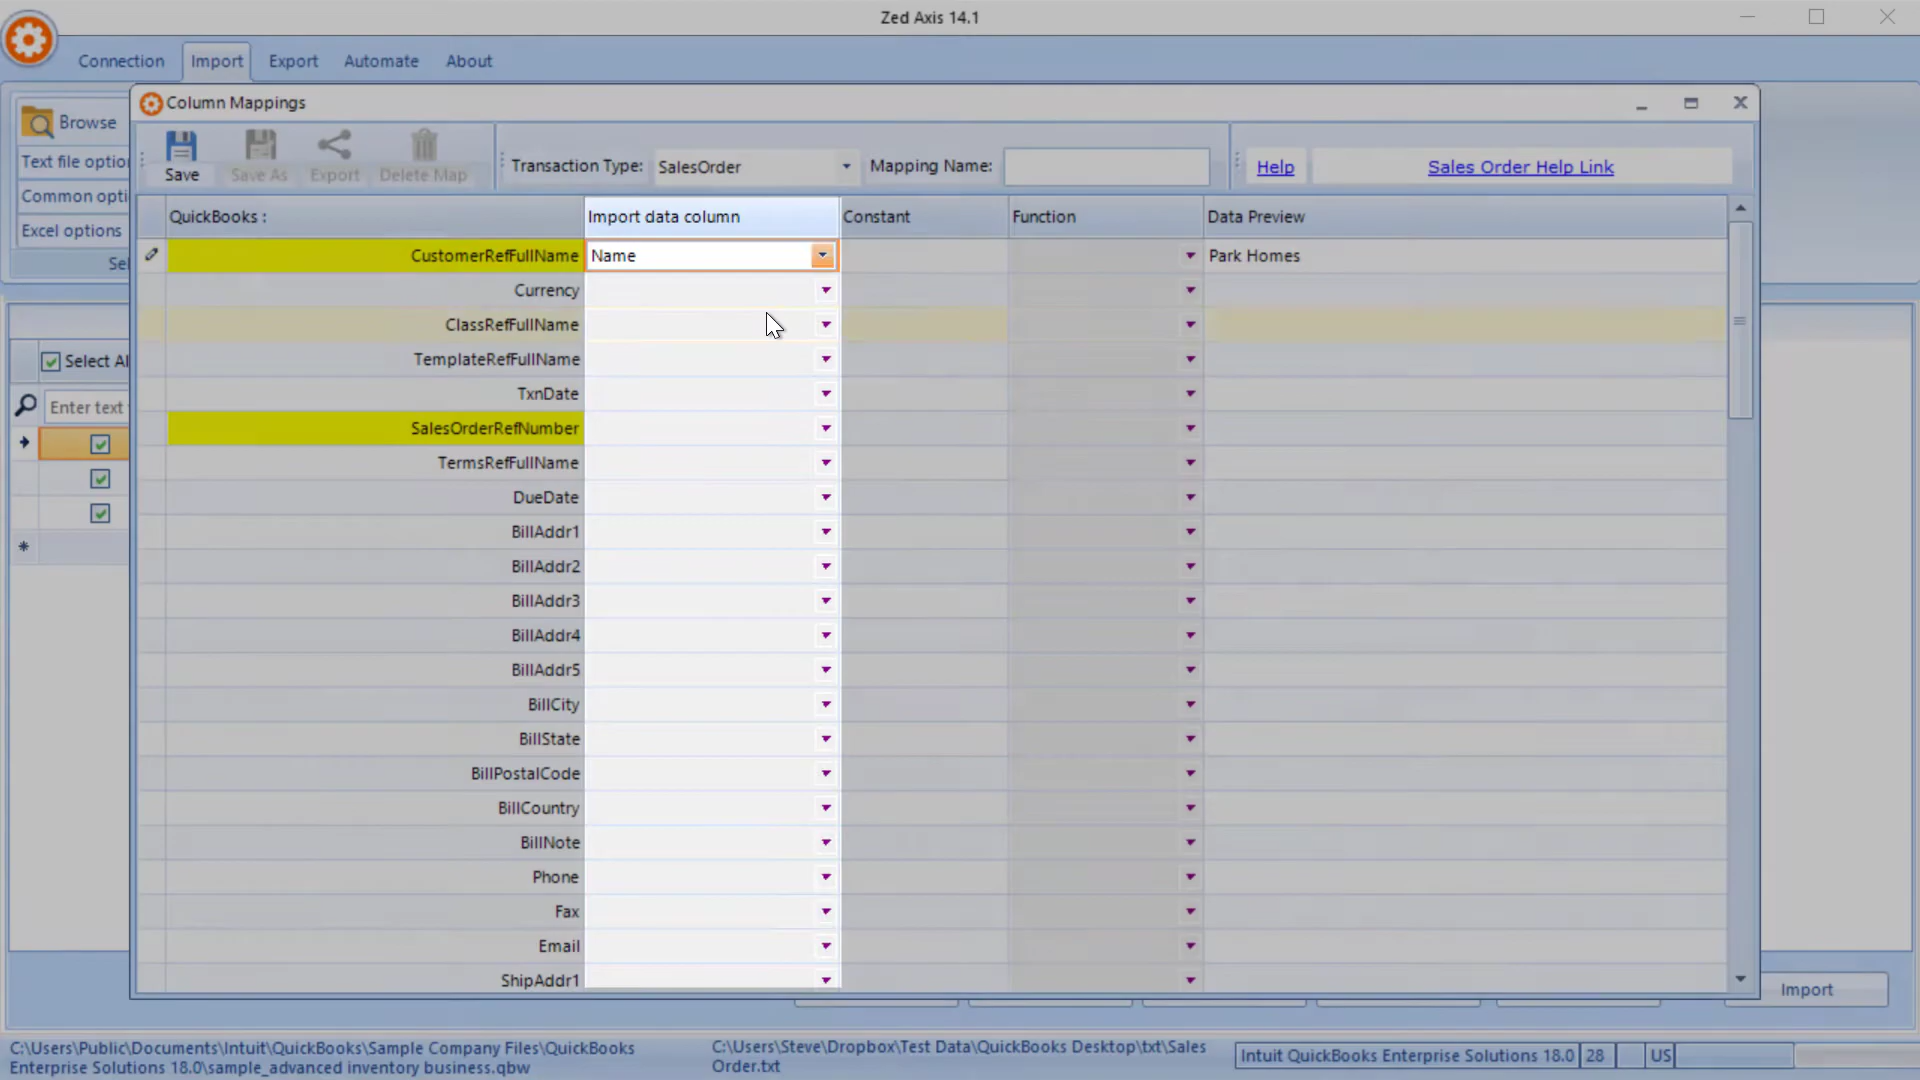 Zed Axis 14.1
Connection Import Export Automate About
Browse
Text file optio
Common opti
Excel options
Sel
Column Mappings
Save Save As Export Delete Map
Transaction Type: SalesOrder Mapping Name:
Help Sales Order Help Link
QuickBooks : Import data column Constant Function Data Preview
CustomerRefFullName Name Park Homes
Currency
ClassRefFullName
TemplateRefFullName
TxnDate
SalesOrderRefNumber
TermsRefFullName
DueDate
BillAddr1
BillAddr2
BillAddr3
BillAddr4
BillAddr5
BillCity
BillState
BillPostalCode
BillCountry
BillNote
Phone
Fax
Email
ShipAddr1
Select Al
Enter text
Import
C:\Users\Public\Documents\Intuit\QuickBooks\Sample Company Files\QuickBooks
Enterprise Solutions 18.0\sample_advanced inventory business.qbw
C:\Users\Steve\Dropbox\Test Data\QuickBooks Desktop\txt\Sales
Order.txt
Intuit QuickBooks Enterprise Solutions 18.0 28 US